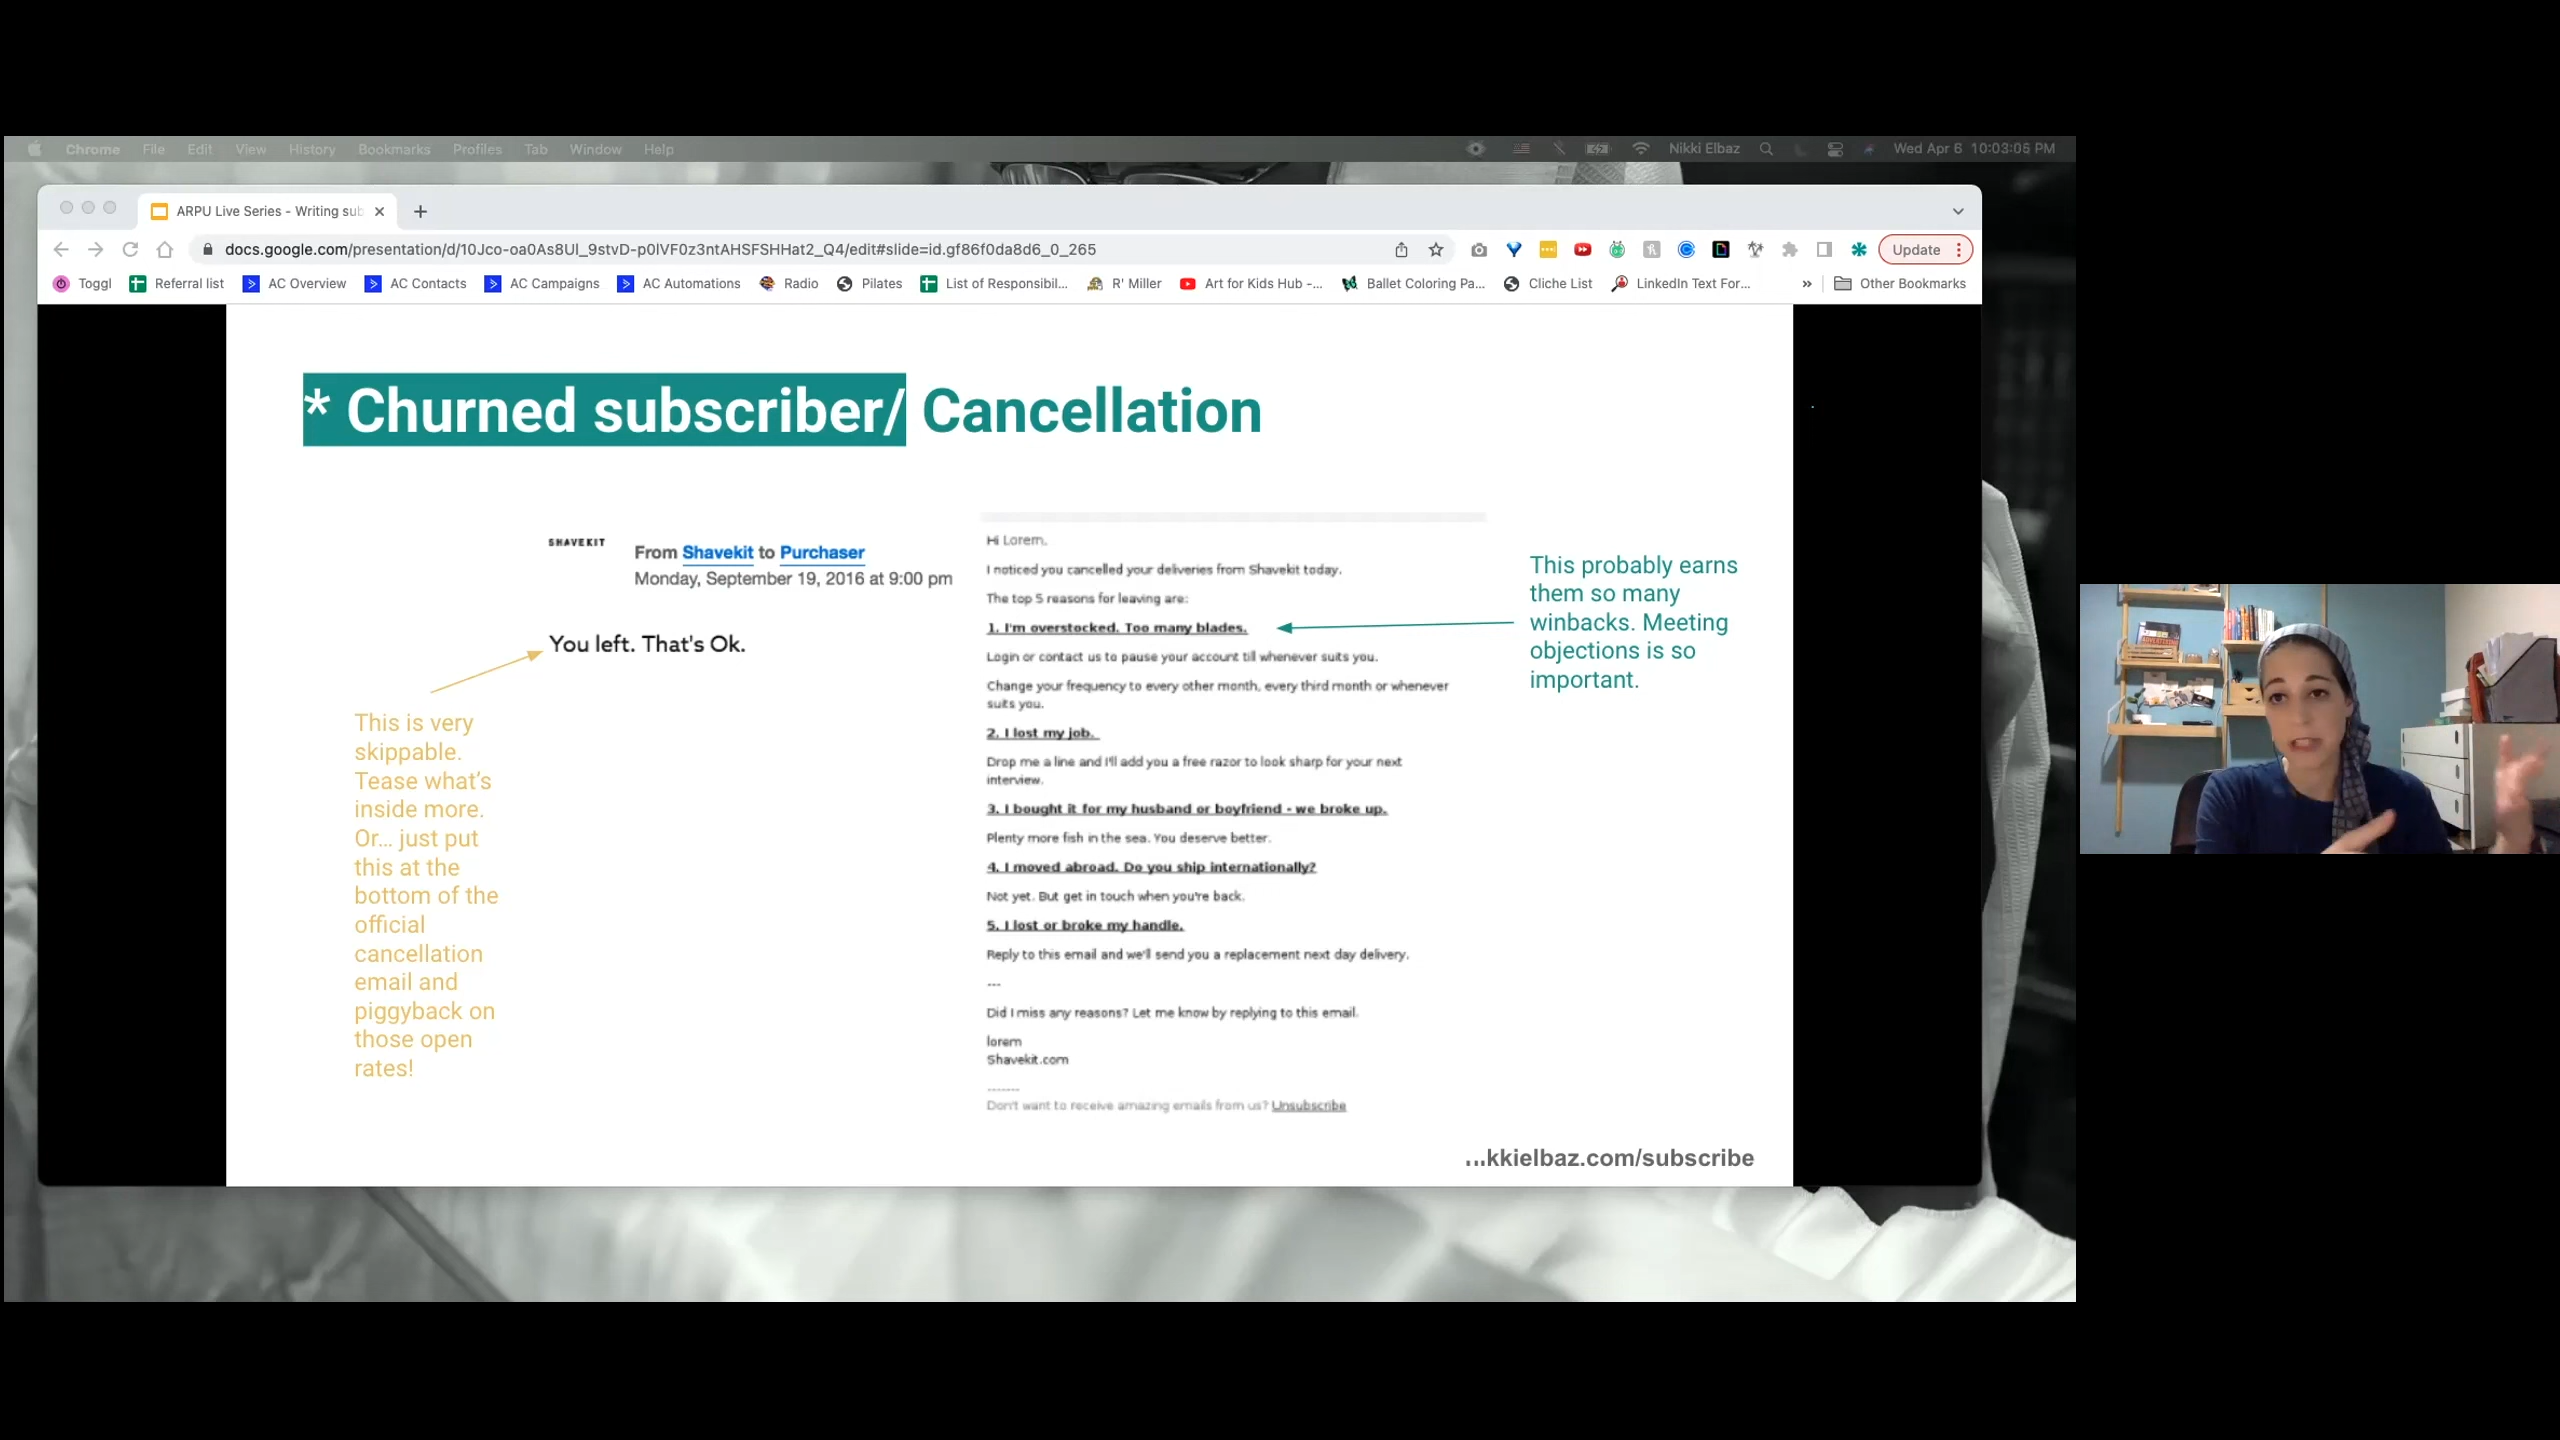 Chrome File Edit View History Bookmarks Profiles Tab Window Help
Nikki Elbaz
Wed Apr 6 10:03:05 PM
ARPU Live Series - Writing sub
docs.google.com/presentation/d/10Jco-oa0As8Ul_9stvD-p0lVF0z3ntAHSFSHHat2_Q4/edit#slide=id.gf86f0da8d6_0_265
Update
Toggl Referral list AC Overview AC Contacts AC Campaigns AC Automations Radio Pilates List of Responsibil... R' Miller Art for Kids Hub -... Ballet Coloring Pa... Cliche List LinkedIn Text For... » Other Bookmarks
* Churned subscriber/ Cancellation
SHAVEKIT
From Shavekit to Purchaser
Monday, September 19, 2016 at 9:00 pm
You left. That's Ok.
This is very
skippable.
Tease what's
inside more.
Or... just put
this at the
bottom of the
official
cancellation
email and
piggyback on
those open
rates!
Hi Lorem,
I noticed you cancelled your deliveries from Shavekit today.
The top 5 reasons for leaving are:
1. I'm overstocked. Too many blades.
Login or contact us to pause your account till whenever suits you.
Change your frequency to every other month, every third month or whenever
suits you.
2. I lost my job.
Drop me a line and I'll add you a free razor to look sharp for your next
interview.
3. I bought it for my husband or boyfriend - we broke up.
Plenty more fish in the sea. You deserve better.
4. I moved abroad. Do you ship internationally?
Not yet. But get in touch when you're back.
5. I lost or broke my handle.
Reply to this email and we'll send you a replacement next day delivery.
---
Did I miss any reasons? Let me know by replying to this email.
lorem
Shavekit.com
-------
Don't want to receive amazing emails from us? Unsubscribe
This probably earns
them so many
winbacks. Meeting
objections is so
important.
kkielbaz.com/subscribe